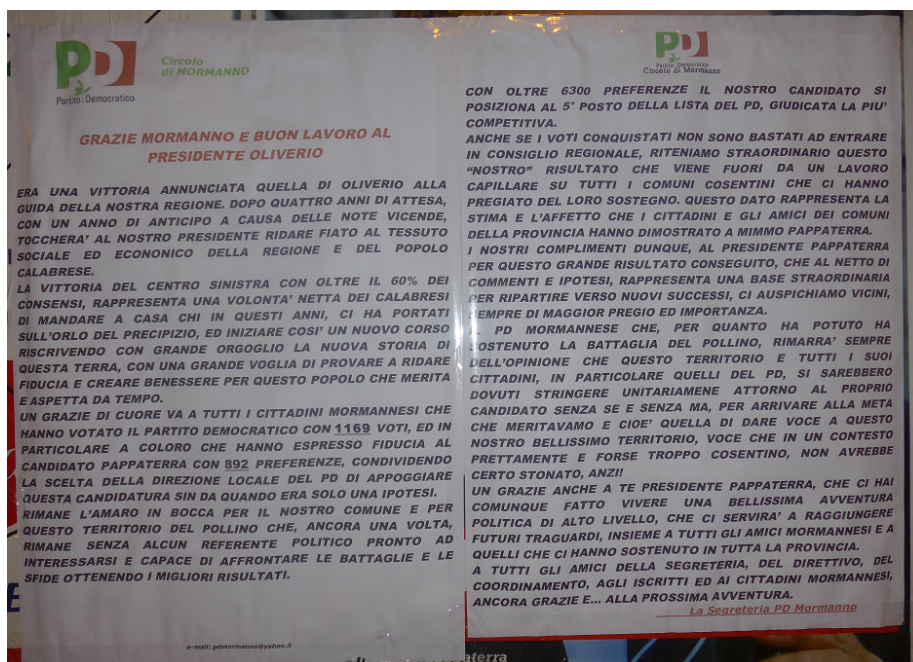 PD
Partito Democratico
Circolo
di MORMANNO
GRAZIE MORMANNO E BUON LAVORO AL
PRESIDENTE OLIVERIO
ERA UNA VITTORIA ANNUNCIATA QUELLA DI OLIVERIO ALLA
GUIDA DELLA NOSTRA REGIONE. DOPO QUATTRO ANNI DI ATTESA,
CON UN ANNO DI ANTICIPO A CAUSA DELLE NOTE VICENDE,
TOCCHERA' AL NOSTRO PRESIDENTE RIDARE FIATO AL TESSUTO
SOCIALE ED ECONONICO DELLA REGIONE E DEL POPOLO
CALABRESE.
LA VITTORIA DEL CENTRO SINISTRA CON OLTRE IL 60% DEI
CONSENSI, RAPPRESENTA UNA VOLONTA' NETTA DEI CALABRESI
DI MANDARE A CASA CHI IN QUESTI ANNI, CI HA PORTATI
SULL'ORLO DEL PRECIPIZIO, ED INIZIARE COSI' UN NUOVO CORSO
RISCRIVENDO CON GRANDE ORGOGLIO LA NUOVA STORIA DI
QUESTA TERRA, CON UNA GRANDE VOGLIA DI PROVARE A RIDARE
FIDUCIA E CREARE BENESSERE PER QUESTO POPOLO CHE MERITA
E ASPETTA DA TEMPO.
UN GRAZIE DI CUORE VA A TUTTI I CITTADINI MORMANNESI CHE
HANNO VOTATO IL PARTITO DEMOCRATICO CON 1169 VOTI, ED IN
PARTICOLARE A COLORO CHE HANNO ESPRESSO FIDUCIA AL
CANDIDATO PAPPATERRA CON 892 PREFERENZE, CONDIVIDENDO
LA SCELTA DELLA DIREZIONE LOCALE DEL PD DI APPOGGIARE
QUESTA CANDIDATURA SIN DA QUANDO ERA SOLO UNA IPOTESI.
RIMANE L'AMARO IN BOCCA PER IL NOSTRO COMUNE E PER
QUESTO TERRITORIO DEL POLLINO CHE, ANCORA UNA VOLTA,
RIMANE SENZA ALCUN REFERENTE POLITICO PRONTO AD
INTERESSARSI E CAPACE DI AFFRONTARE LE BATTAGLIE E LE
SFIDE OTTENENDO I MIGLIORI RISULTATI.
e-mail: pdmormanno@yahoo.it
PD
Partito Democratico
Circolo di Mormanno
CON OLTRE 6300 PREFERENZE IL NOSTRO CANDIDATO SI
POSIZIONA AL 5° POSTO DELLA LISTA DEL PD, GIUDICATA LA PIU'
COMPETITIVA.
ANCHE SE I VOTI CONQUISTATI NON SONO BASTATI AD ENTRARE
IN CONSIGLIO REGIONALE, RITENIAMO STRAORDINARIO QUESTO
“NOSTRO” RISULTATO CHE VIENE FUORI DA UN LAVORO
CAPILLARE SU TUTTI I COMUNI COSENTINI CHE CI HANNO
PREGIATO DEL LORO SOSTEGNO. QUESTO DATO RAPPRESENTA LA
STIMA E L'AFFETTO CHE I CITTADINI E GLI AMICI DEI COMUNI
DELLA PROVINCIA HANNO DIMOSTRATO A MIMMO PAPPATERRA.
I NOSTRI COMPLIMENTI DUNQUE, AL PRESIDENTE PAPPATERRA
PER QUESTO GRANDE RISULTATO CONSEGUITO, CHE AL NETTO DI
COMMENTI E IPOTESI, RAPPRESENTA UNA BASE STRAORDINARIA
PER RIPARTIRE VERSO NUOVI SUCCESSI, CI AUSPICHIAMO VICINI,
SEMPRE DI MAGGIOR PREGIO ED IMPORTANZA.
IL PD MORMANNESE CHE, PER QUANTO HA POTUTO HA
SOSTENUTO LA BATTAGLIA DEL POLLINO, RIMARRA' SEMPRE
DELL'OPINIONE CHE QUESTO TERRITORIO E TUTTI I SUOI
CITTADINI, IN PARTICOLARE QUELLI DEL PD, SI SAREBBERO
DOVUTI STRINGERE UNITARIAMENE ATTORNO AL PROPRIO
CANDIDATO SENZA SE E SENZA MA, PER ARRIVARE ALLA META
CHE MERITAVAMO E CIOE' QUELLA DI DARE VOCE A QUESTO
NOSTRO BELLISSIMO TERRITORIO, VOCE CHE IN UN CONTESTO
PRETTAMENTE E FORSE TROPPO COSENTINO, NON AVREBBE
CERTO STONATO, ANZI!
UN GRAZIE ANCHE A TE PRESIDENTE PAPPATERRA, CHE CI HAI
COMUNQUE FATTO VIVERE UNA BELLISSIMA AVVENTURA
POLITICA DI ALTO LIVELLO, CHE CI SERVIRA' A RAGGIUNGERE
FUTURI TRAGUARDI, INSIEME A TUTTI GLI AMICI MORMANNESI E A
QUELLI CHE CI HANNO SOSTENUTO IN TUTTA LA PROVINCIA.
A TUTTI GLI AMICI DELLA SEGRETERIA, DEL DIRETTIVO, DEL
COORDINAMENTO, AGLI ISCRITTI ED AI CITTADINI MORMANNESI,
ANCORA GRAZIE E... ALLA PROSSIMA AVVENTURA.
La Segreteria PD Mormanno
aterra